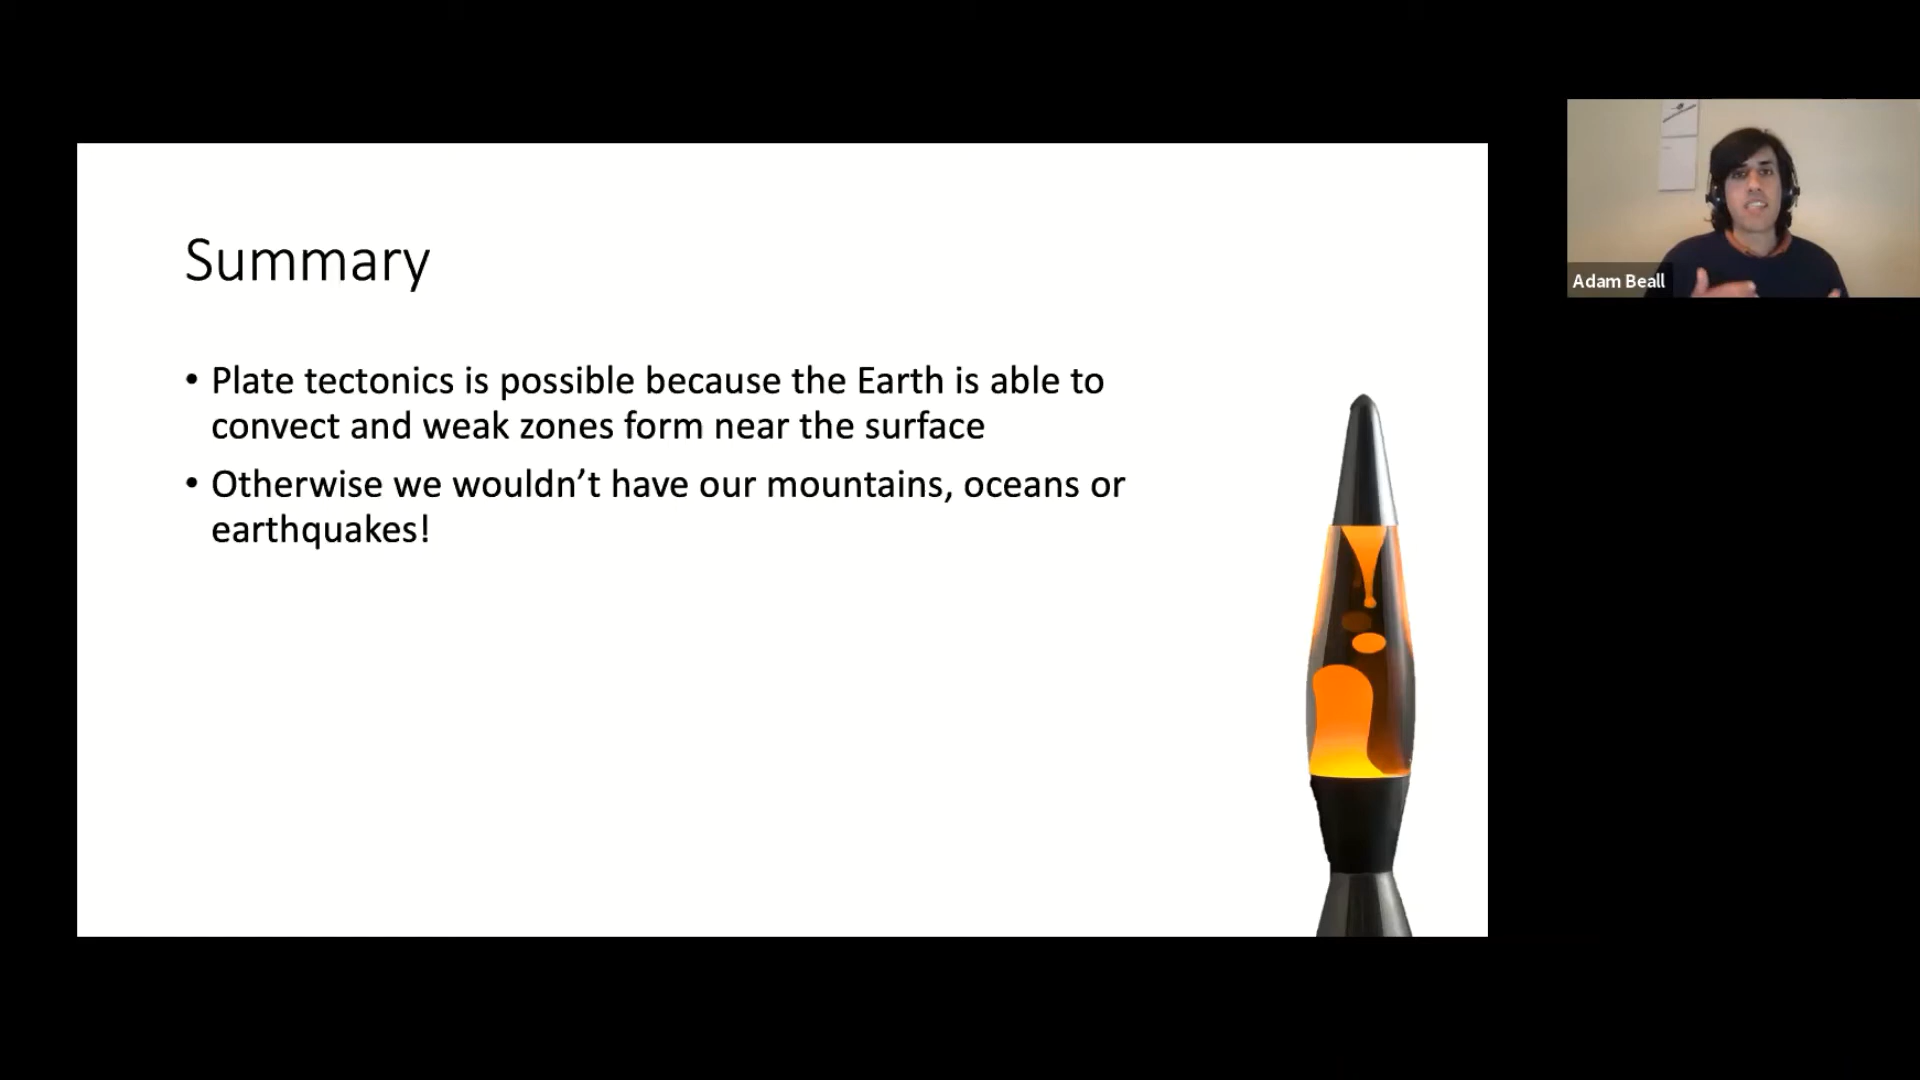 Summary
• Plate tectonics is possible because the Earth is able to
convect and weak zones form near the surface
• Otherwise we wouldn’t have our mountains, oceans or
earthquakes!
Adam Beall